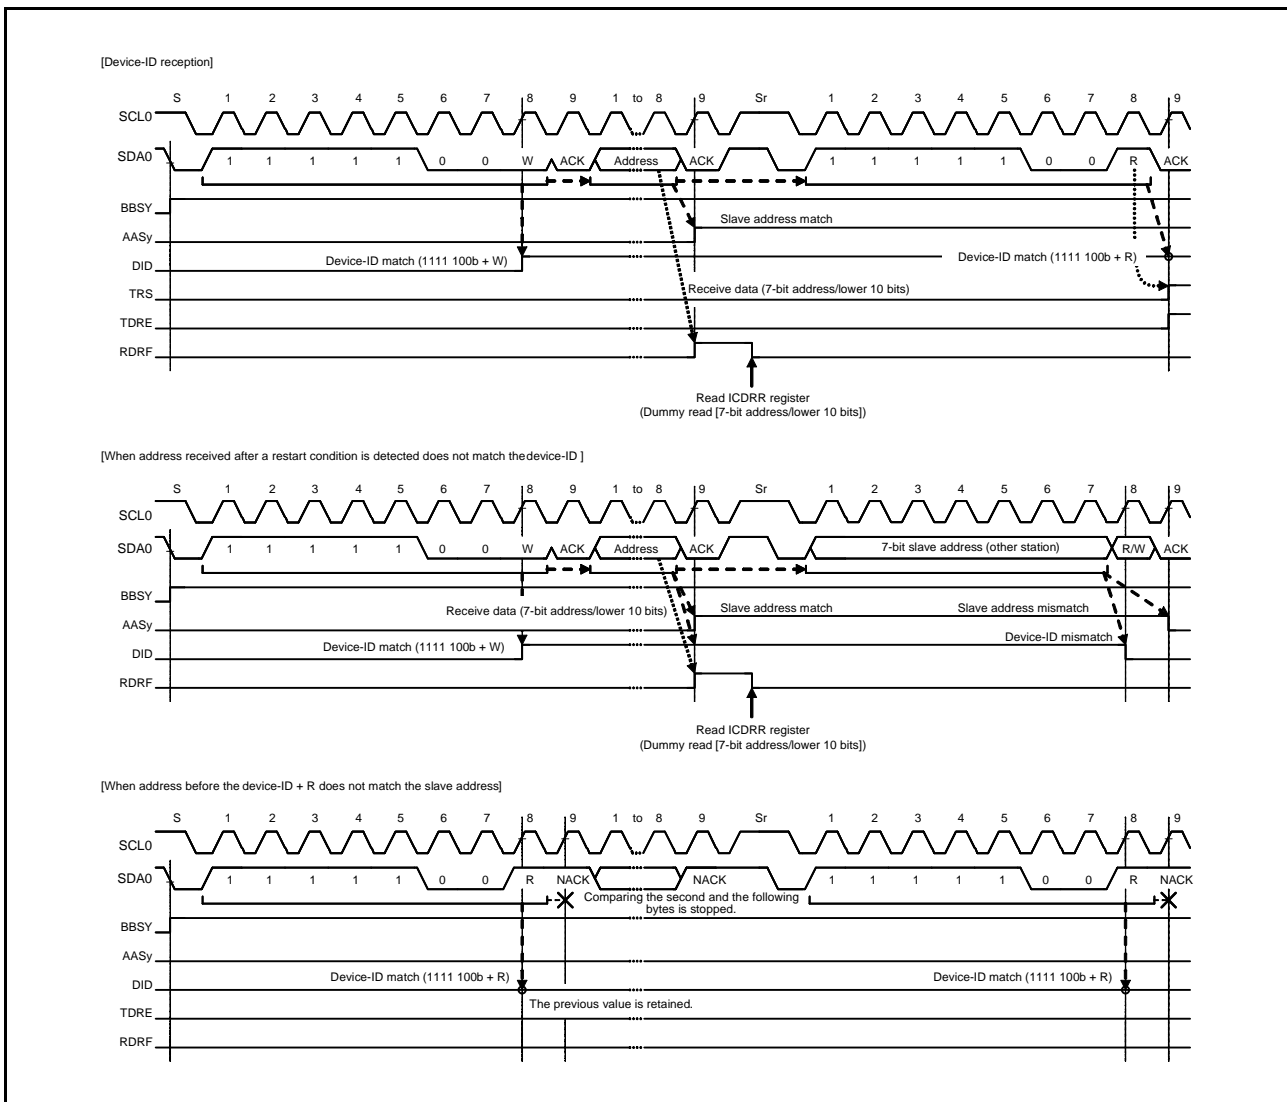 [Device-ID reception]
S 1 2 3 4 5 6 7 8 9 1 to 8 9 Sr 1 2 3 4 5 6 7 8 9
SCL0
SDA0 1 1 1 1 1 0 0 W ACK Address ACK 1 1 1 1 1 0 0 R ACK
BBSY
Slave address match
AASy
Device-ID match (1111 100b + W) Device-ID match (1111 100b + R)
DID
Receive data (7-bit address/lower 10 bits)
TRS
TDRE
RDRF
Read ICDRR register
(Dummy read [7-bit address/lower 10 bits])
[When address received after a restart condition is detected does not match thedevice-ID ]
S 1 2 3 4 5 6 7 8 9 1 to 8 9 Sr 1 2 3 4 5 6 7 8 9
SCL0
SDA0 1 1 1 1 1 0 0 W ACK Address ACK 7-bit slave address (other station) R/W ACK
BBSY
Receive data (7-bit address/lower 10 bits) Slave address match Slave address mismatch
AASy
Device-ID match (1111 100b + W) Device-ID mismatch
DID
RDRF
Read ICDRR register
(Dummy read [7-bit address/lower 10 bits])
[When address before the device-ID + R does not match the slave address]
S 1 2 3 4 5 6 7 8 9 1 to 8 9 Sr 1 2 3 4 5 6 7 8 9
SCL0
SDA0 1 1 1 1 1 0 0 R NACK NACK 1 1 1 1 1 0 0 R NACK
Comparing the second and the following
bytes is stopped.
BBSY
AASy
Device-ID match (1111 100b + R) Device-ID match (1111 100b + R)
DID
The previous value is retained.
TDRE
RDRF